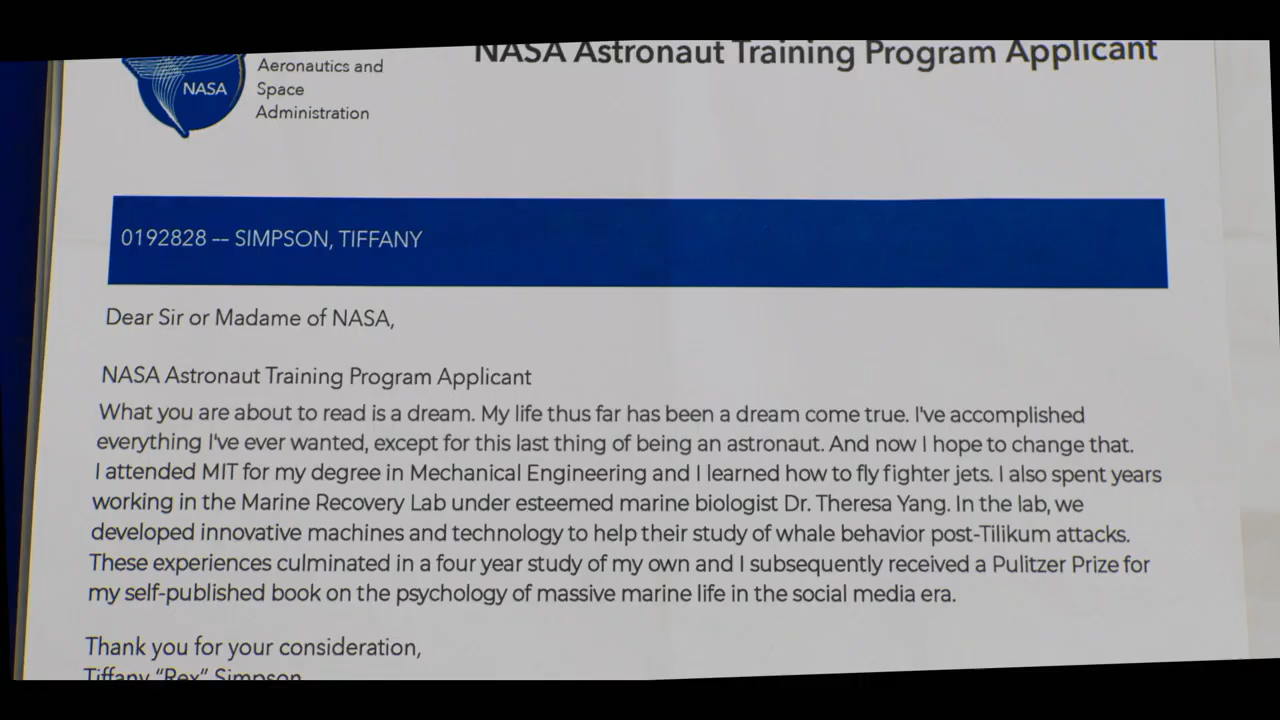 NASA Astronaut Training Program Applicant
Aeronautics and
Space
Administration
NASA
0192828 -- SIMPSON, TIFFANY
Dear Sir or Madame of NASA,
NASA Astronaut Training Program Applicant
What you are about to read is a dream. My life thus far has been a dream come true. I've accomplished
everything I've ever wanted, except for this last thing of being an astronaut. And now I hope to change that.
I attended MIT for my degree in Mechanical Engineering and I learned how to fly fighter jets. I also spent years
working in the Marine Recovery Lab under esteemed marine biologist Dr. Theresa Yang. In the lab, we
developed innovative machines and technology to help their study of whale behavior post-Tilikum attacks.
These experiences culminated in a four year study of my own and I subsequently received a Pulitzer Prize for
my self-published book on the psychology of massive marine life in the social media era.
Thank you for your consideration,
Tiffany "Rex" Simpson